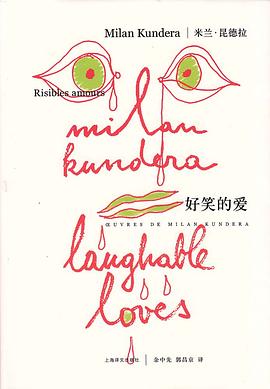 Milan Kundera | 米兰·昆德拉
Risibles amours
milan
kundera
好笑的爱
ŒUVRES DE MILAN KUNDERA
laughable
loves
上海译文出版社 | 余中先 郭昌京 译